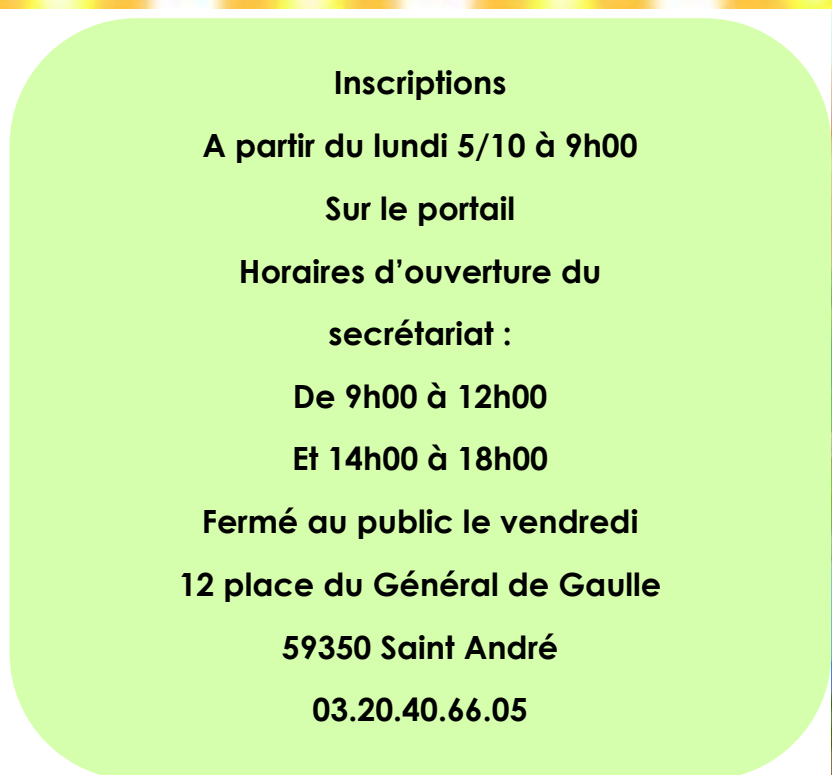 Inscriptions
A partir du lundi 5/10 à 9h00
Sur le portail
Horaires d’ouverture du
secrétariat :
De 9h00 à 12h00
Et 14h00 à 18h00
Fermé au public le vendredi
12 place du Général de Gaulle
59350 Saint André
03.20.40.66.05